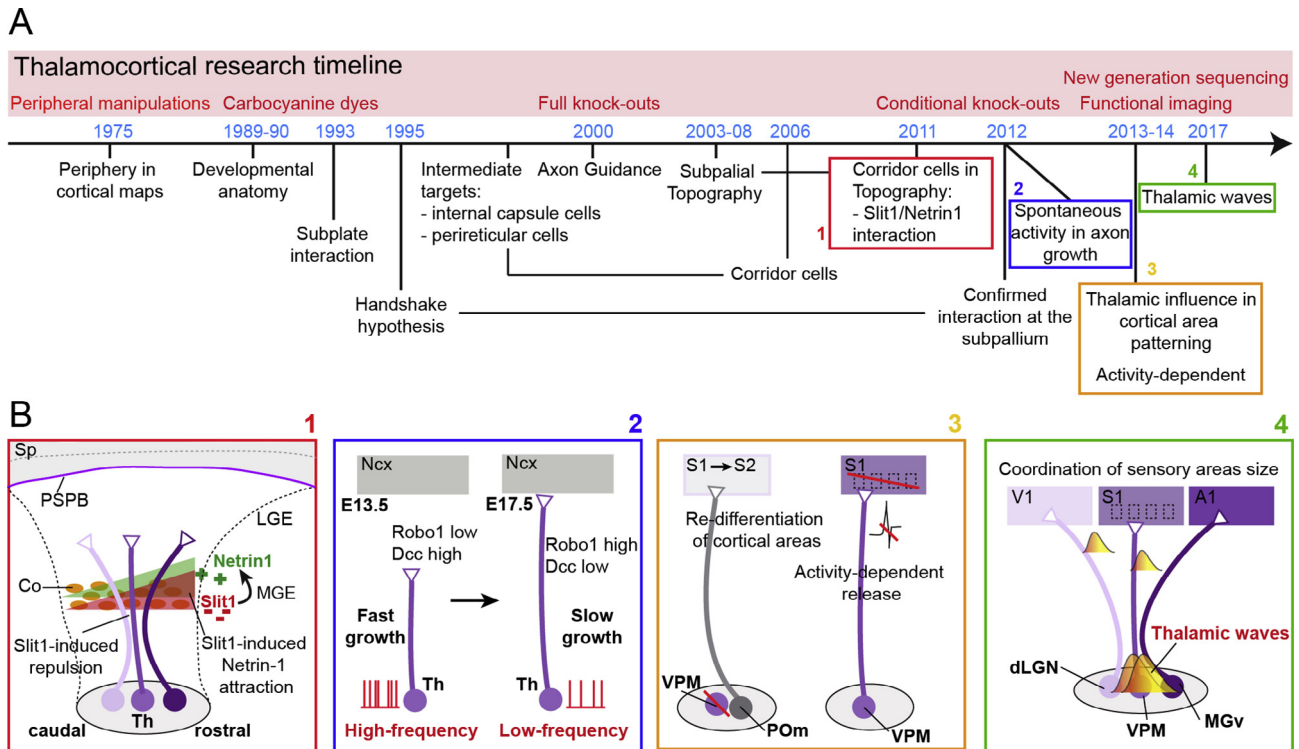 A
Thalamocortical research timeline
New generation sequencing
Peripheral manipulations Carbocyanine dyes Full knock-outs Conditional knock-outs Functional imaging
1975 1989-90 1993 1995 2000 2003-08 2006 2011 2012 2013-14 2017
Periphery in
cortical maps
Developmental
anatomy
Subplate
interaction
Handshake
hypothesis
Intermediate
targets:
- internal capsule cells
- perireticular cells
Axon Guidance
Subpalial
Topography
Corridor cells
1
Corridor cells in
Topography:
- Slit1/Netrin1
interaction
Confirmed
interaction at the
subpallium
2
Spontaneous
activity in axon
growth
3
Thalamic influence in
cortical area
patterning
Activity-dependent
4
Thalamic waves
B
1
Sp
PSPB
LGE
Netrin1
Co
MGE
Slit1
Slit1-induced
repulsion
Slit1-induced
Netrin-1
attraction
Th
caudal
rostral
2
Ncx
E13.5
Robo1 low
Dcc high
Fast
growth
Th
High-frequency
Ncx
E17.5
Robo1 high
Dcc low
Slow
growth
Th
Low-frequency
3
S1 → S2
Re-differentiation
of cortical areas
VPM
POm
S1
Activity-dependent
release
VPM
4
Coordination of sensory areas size
V1
S1
A1
Thalamic waves
dLGN
VPM
MGv